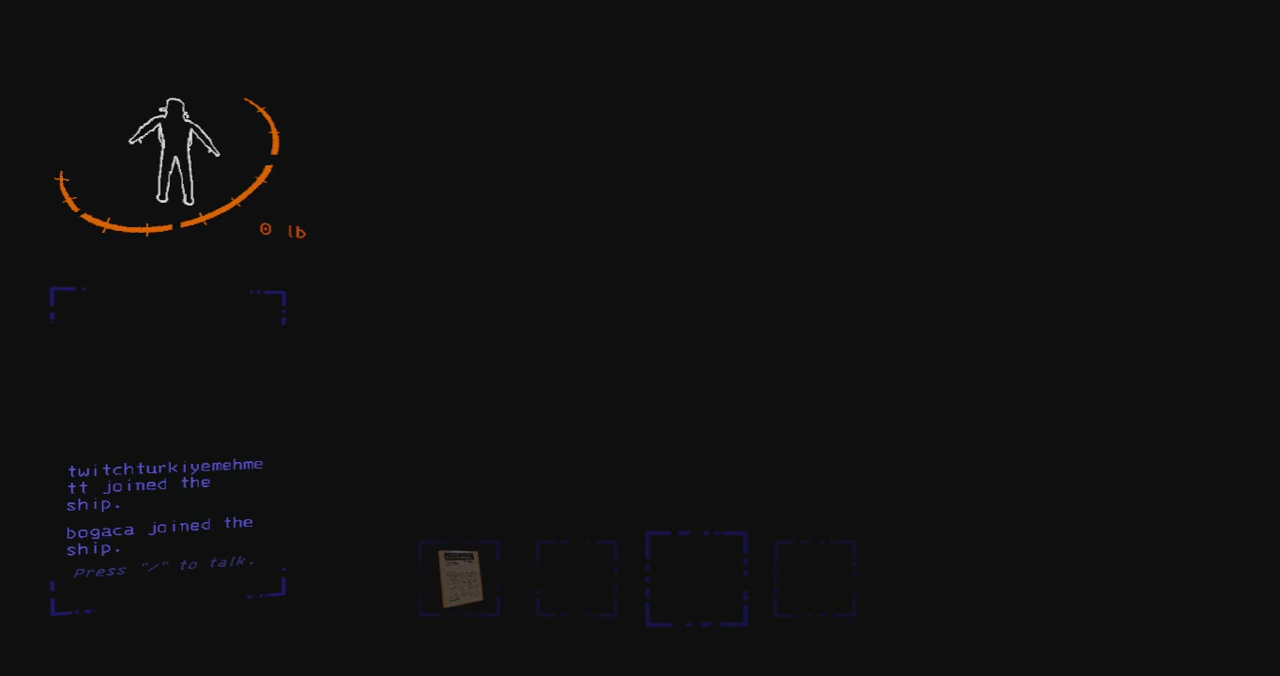 0 lb
twitchturkiyemehme
tt joined the
ship.
bogaca joined the
ship.
Press "/" to talk.